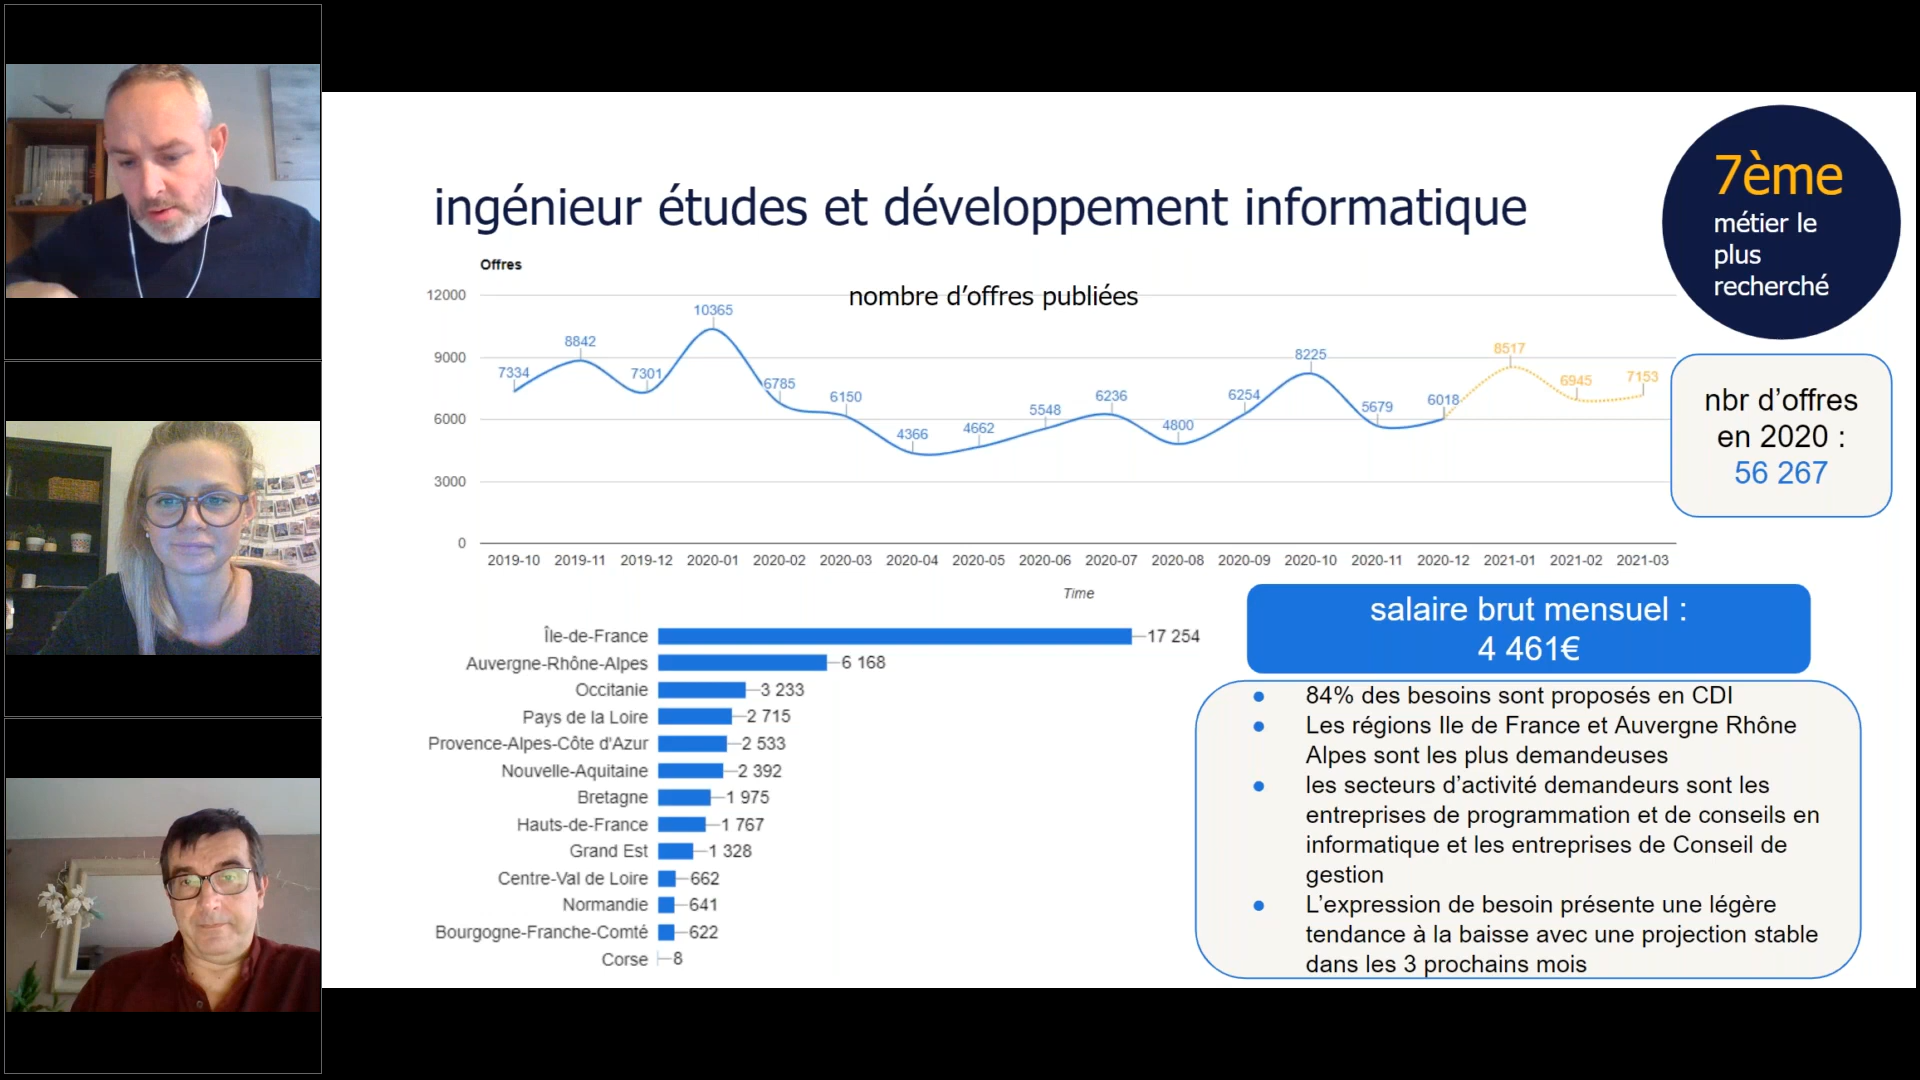 7ème
métier le
plus
recherché
ingénieur études et développement informatique
Offres
nombre d’offres publiées
12000
9000
6000
3000
0
7334
8842
7301
10365
6785
6150
4366
4662
5548
6236
4800
6254
8225
5679
6018
8517
6945
7153
2019-10 2019-11 2019-12 2020-01 2020-02 2020-03 2020-04 2020-05 2020-06 2020-07 2020-08 2020-09 2020-10 2020-11 2020-12 2021-01 2021-02 2021-03
Time
nbr d’offres
en 2020 :
56 267
Île-de-France 17 254
Auvergne-Rhône-Alpes 6 168
Occitanie 3 233
Pays de la Loire 2 715
Provence-Alpes-Côte d'Azur 2 533
Nouvelle-Aquitaine 2 392
Bretagne 1 975
Hauts-de-France 1 767
Grand Est 1 328
Centre-Val de Loire 662
Normandie 641
Bourgogne-Franche-Comté 622
Corse 8
salaire brut mensuel :
4 461€
● 84% des besoins sont proposés en CDI
● Les régions Ile de France et Auvergne Rhône
Alpes sont les plus demandeuses
● les secteurs d’activité demandeurs sont les
entreprises de programmation et de conseils en
informatique et les entreprises de Conseil de
gestion
● L’expression de besoin présente une légère
tendance à la baisse avec une projection stable
dans les 3 prochains mois